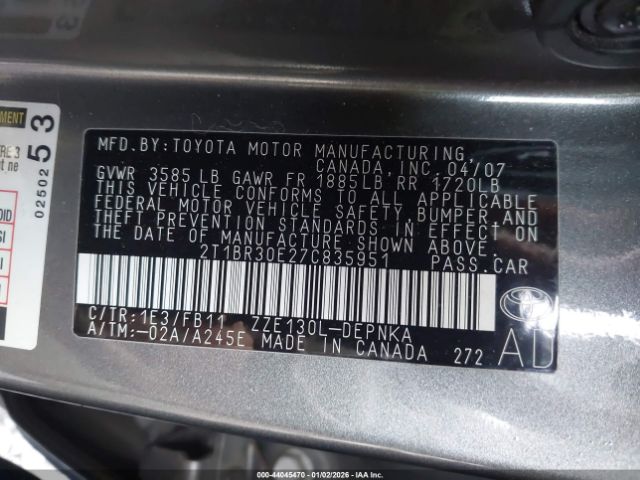 MFD. BY: TOYOTA MOTOR MANUFACTURING,
CANADA, INC. 04/07
GVWR 3585 LB GAWR FR 1885LB RR 1720LB
THIS VEHICLE CONFORMS TO ALL APPLICABLE
FEDERAL MOTOR VEHICLE SAFETY, BUMPER AND
THEFT PREVENTION STANDARDS IN EFFECT ON
THE DATE OF MANUFACTURE SHOWN ABOVE.
2T1BR30E27C835951 PASS.CAR
C/TR:1E3/FB11 ZZE130L-DEPNKA
A/TM:-02A/A245E MADE IN CANADA 272
AD
0250253
000-44045470 - 01/02/2026 - IAA Inc.